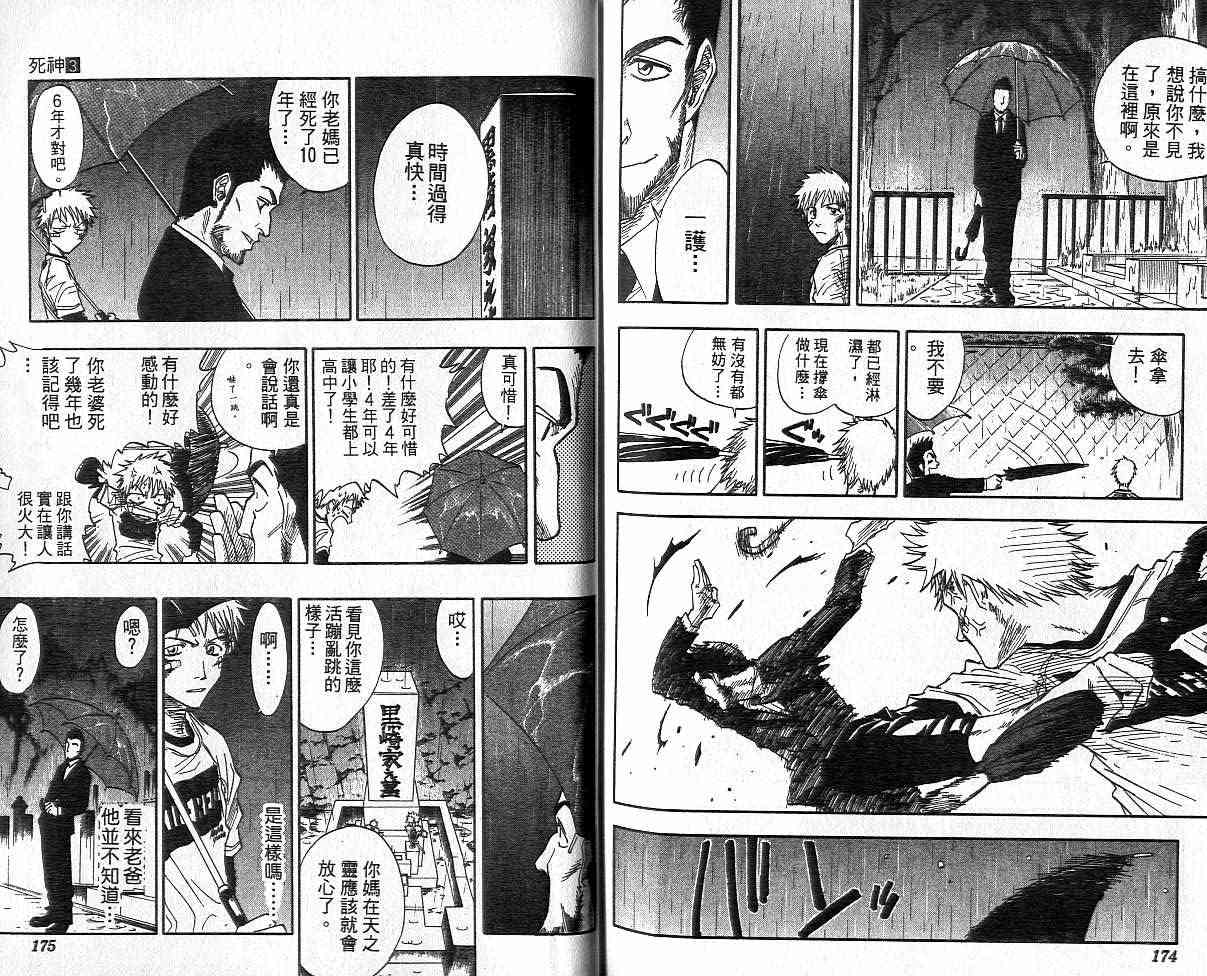 搞什麼，我
想說你不見
了，原來是
在這裡啊。
一護…
傘拿
去！
我不要
。
都已經淋
濕了，
現在撐傘
做什麼…
有沒有都
無妨了…
174
死神3
時間過得
真快…
你老媽已
經死了10
年了…
6年才對吧。
真可惜！
有什麼好可惜
的！差了4年
耶！4年可以
讓小學生都上
高中了！
你還真是
會說話啊
。
嚇了一跳
有什麼好
感動的！
你老婆死
了幾年也
該記得吧
…
跟你講話
實在讓人
很火大！
哎…
看見你這麼
活蹦亂跳的
樣子…
黑崎家之墓
你媽在天之
靈應該就會
放心了。
啊……
是這樣嗎……
嗯？
怎麼了？
看來老爸
他並不知道…
175